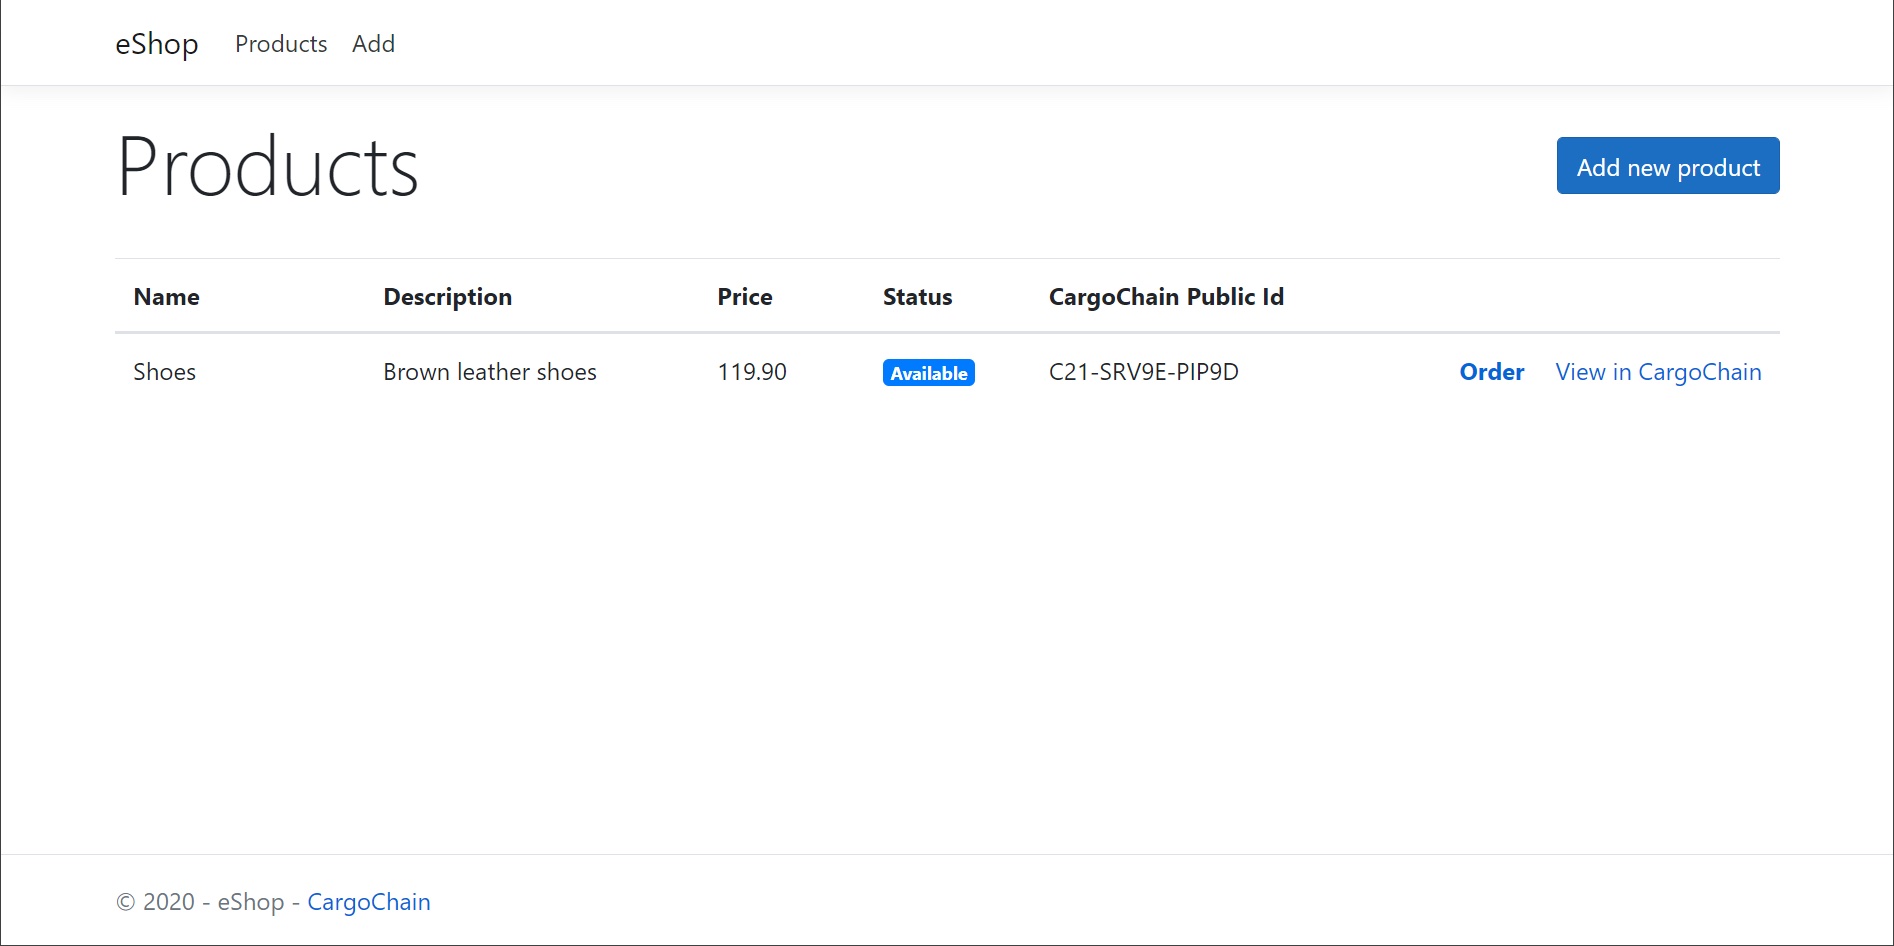 eShop Products Add
Products
Add new product
Name Description Price Status CargoChain Public Id
Shoes Brown leather shoes 119.90 Available C21-SRV9E-PIP9D Order View in CargoChain
© 2020 - eShop - CargoChain